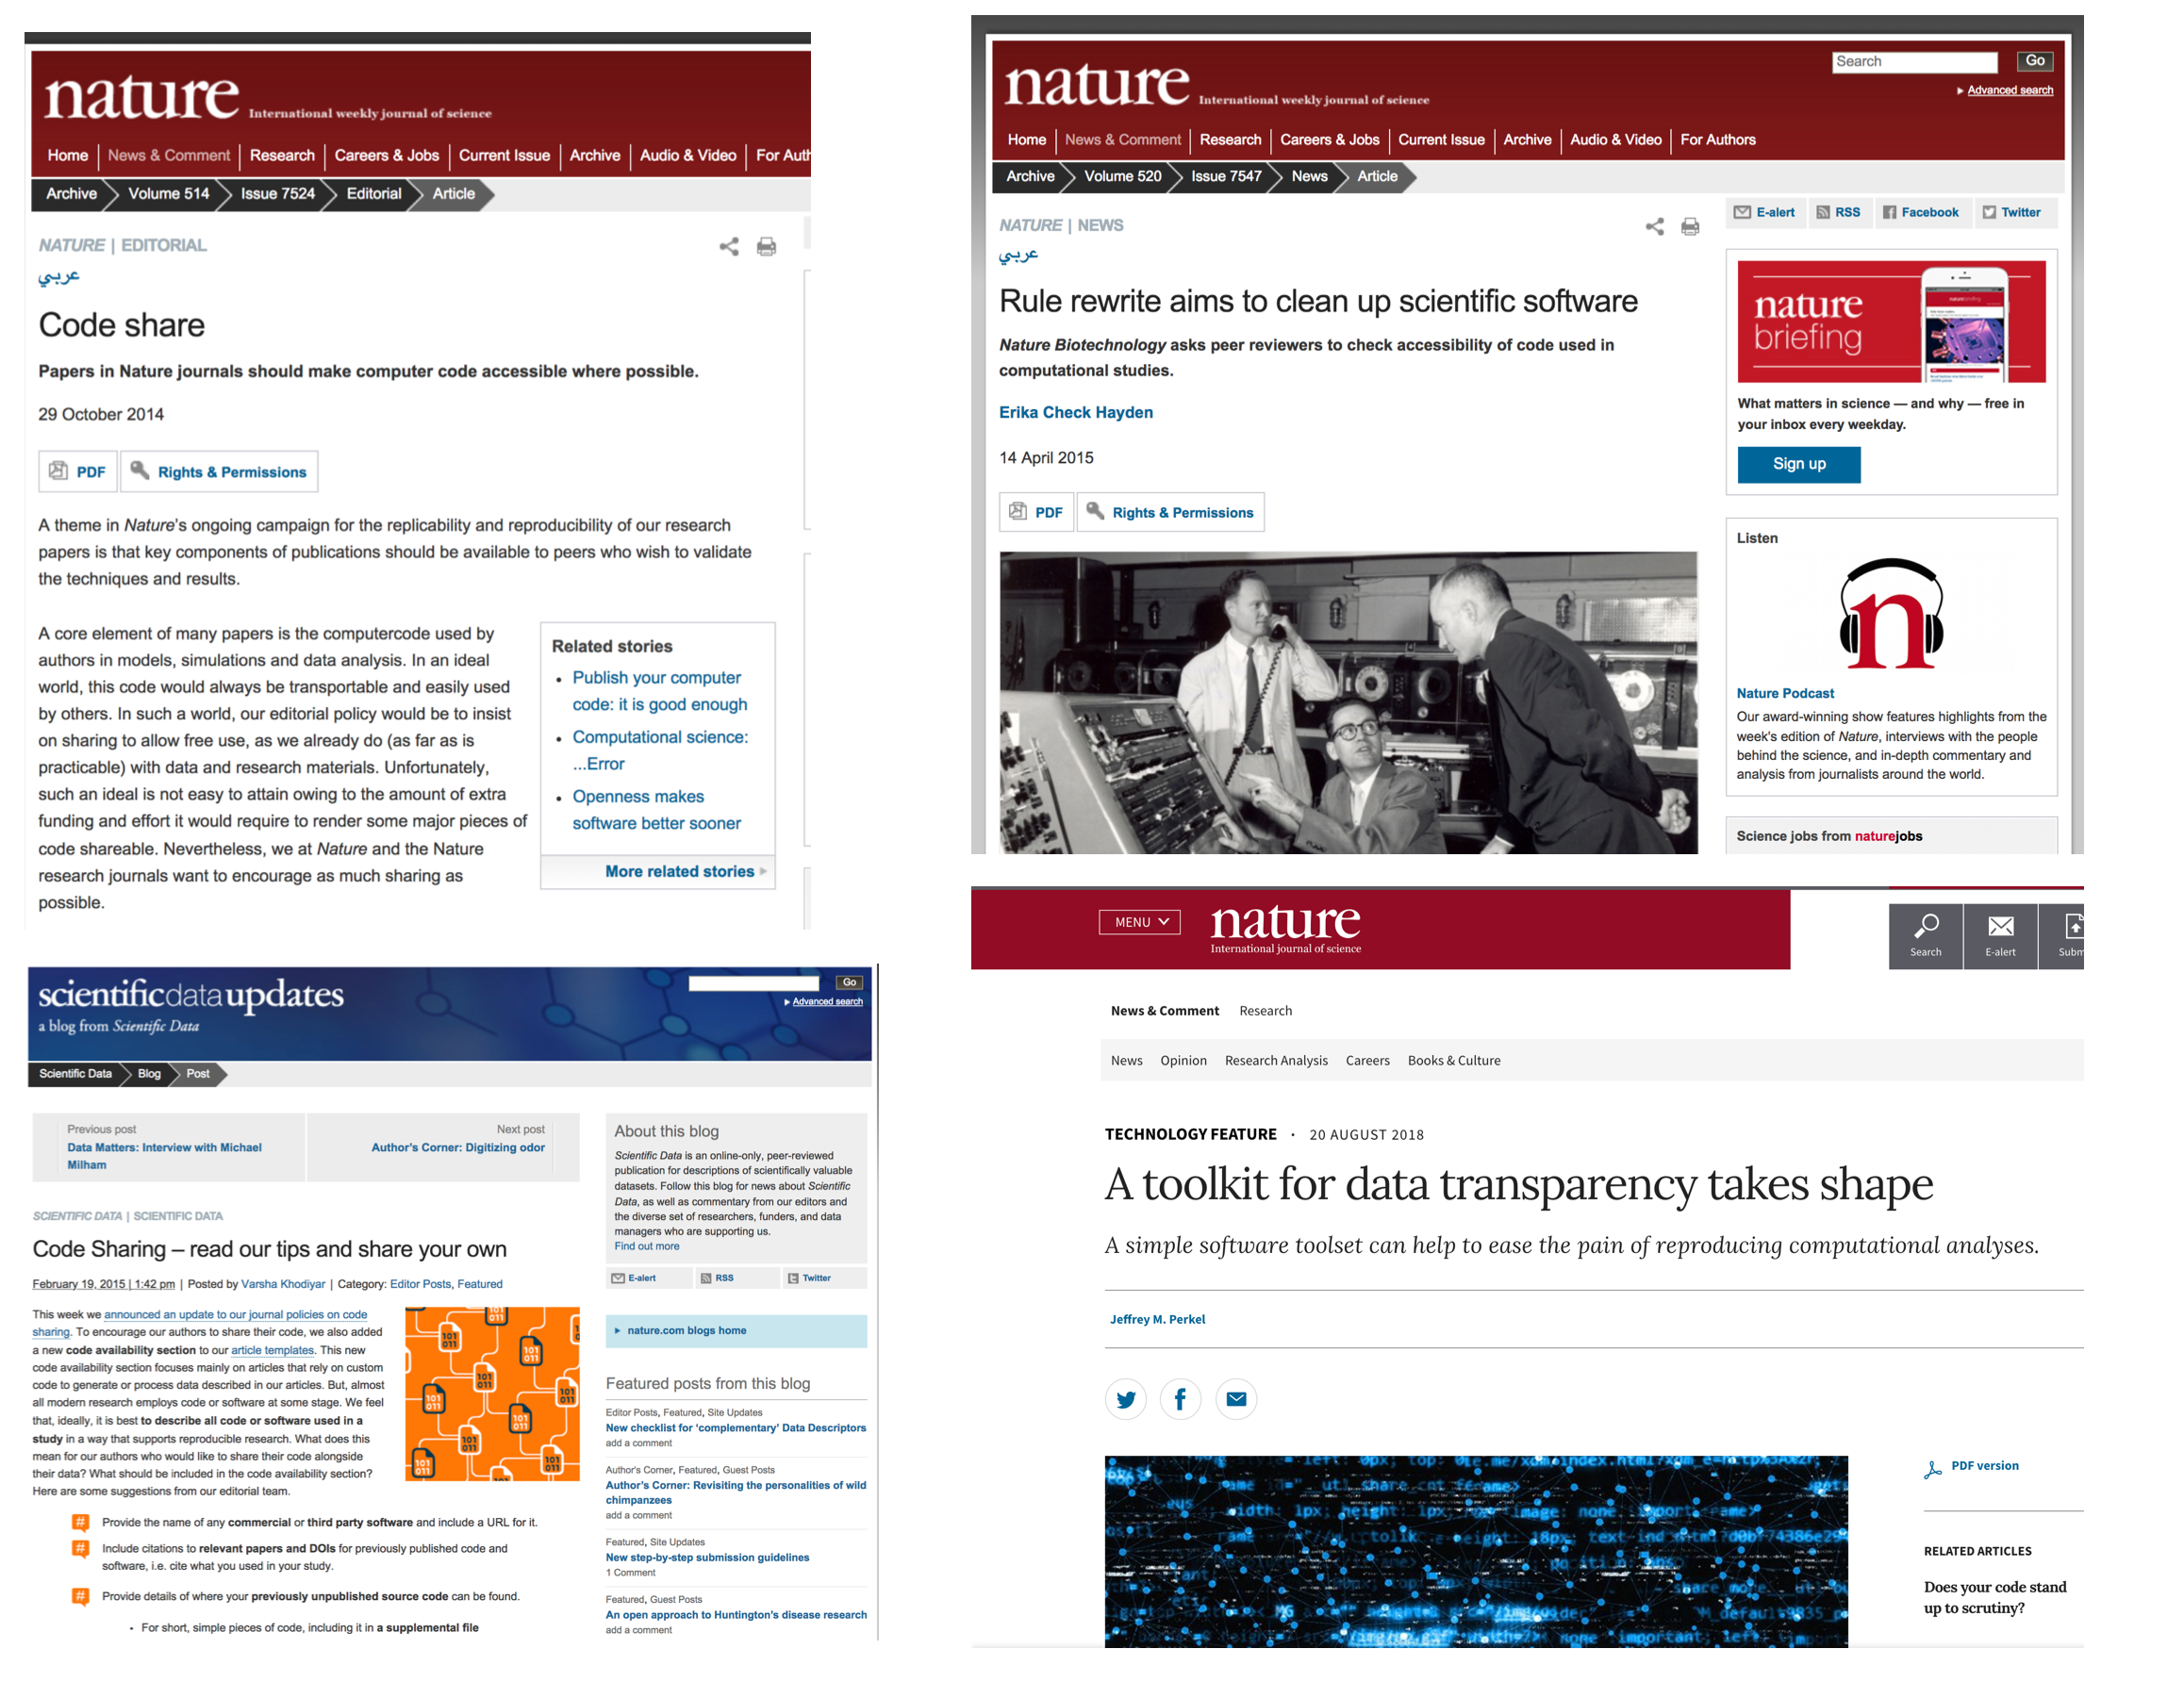 nature International weekly journal of science
Home | News & Comment | Research | Careers & Jobs | Current Issue | Archive | Audio & Video | For Auth
Archive Volume 514 Issue 7524 Editorial Article
NATURE | EDITORIAL
عربي
Code share
Papers in Nature journals should make computer code accessible where possible.
29 October 2014
PDF Rights & Permissions
A theme in Nature's ongoing campaign for the replicability and reproducibility of our research
papers is that key components of publications should be available to peers who wish to validate
the techniques and results.
A core element of many papers is the computercode used by
authors in models, simulations and data analysis. In an ideal
world, this code would always be transportable and easily used
by others. In such a world, our editorial policy would be to insist
on sharing to allow free use, as we already do (as far as is
practicable) with data and research materials. Unfortunately,
such an ideal is not easy to attain owing to the amount of extra
funding and effort it would require to render some major pieces of
code shareable. Nevertheless, we at Nature and the Nature
research journals want to encourage as much sharing as
possible.
Related stories
• Publish your computer
code: it is good enough
• Computational science:
...Error
• Openness makes
software better sooner
More related stories
nature International weekly journal of science
Search Go
Advanced search
Home | News & Comment | Research | Careers & Jobs | Current Issue | Archive | Audio & Video | For Authors
Archive Volume 520 Issue 7547 News Article
NATURE | NEWS
عربي
Rule rewrite aims to clean up scientific software
Nature Biotechnology asks peer reviewers to check accessibility of code used in
computational studies.
Erika Check Hayden
14 April 2015
PDF Rights & Permissions
E-alert RSS Facebook Twitter
nature
briefing
What matters in science — and why — free in
your inbox every weekday.
Sign up
Listen
n
Nature Podcast
Our award-winning show features highlights from the
week's edition of Nature, interviews with the people
behind the science, and in-depth commentary and
analysis from journalists around the world.
Science jobs from naturejobs
scientificdataupdates
a blog from Scientific Data
Go
Advanced search
Scientific Data Blog Post
Previous post
Data Matters: Interview with Michael
Milham
Next post
Author's Corner: Digitizing odor
SCIENTIFIC DATA | SCIENTIFIC DATA
Code Sharing – read our tips and share your own
February 19, 2015 | 1:42 pm | Posted by Varsha Khodiyar | Category: Editor Posts, Featured
This week we announced an update to our journal policies on code
sharing. To encourage our authors to share their code, we also added
a new code availability section to our article templates. This new
code availability section focuses mainly on articles that rely on custom
code to generate or process data described in our articles. But, almost
all modern research employs code or software at some stage. We feel
that, ideally, it is best to describe all code or software used in a
study in a way that supports reproducible research. What does this
mean for our authors who would like to share their code alongside
their data? What should be included in the code availability section?
Here are some suggestions from our editorial team.
# Provide the name of any commercial or third party software and include a URL for it.
# Include citations to relevant papers and DOIs for previously published code and
software, i.e. cite what you used in your study.
# Provide details of where your previously unpublished source code can be found.
• For short, simple pieces of code, including it in a supplemental file
About this blog
Scientific Data is an online-only, peer-reviewed
publication for descriptions of scientifically valuable
datasets. Follow this blog for news about Scientific
Data, as well as commentary from our editors and
the diverse set of researchers, funders, and data
managers who are supporting us.
Find out more
E-alert RSS Twitter
nature.com blogs home
Featured posts from this blog
Editor Posts, Featured, Site Updates
New checklist for 'complementary' Data Descriptors
add a comment
Author's Corner, Featured, Guest Posts
Author's Corner: Revisiting the personalities of wild
chimpanzees
add a comment
Featured, Site Updates
New step-by-step submission guidelines
1 Comment
Featured, Guest Posts
An open approach to Huntington's disease research
add a comment
MENU
nature
International journal of science
Search E-alert Subm
News & Comment Research
News Opinion Research Analysis Careers Books & Culture
TECHNOLOGY FEATURE · 20 AUGUST 2018
A toolkit for data transparency takes shape
A simple software toolset can help to ease the pain of reproducing computational analyses.
Jeffrey M. Perkel
PDF version
RELATED ARTICLES
Does your code stand
up to scrutiny?